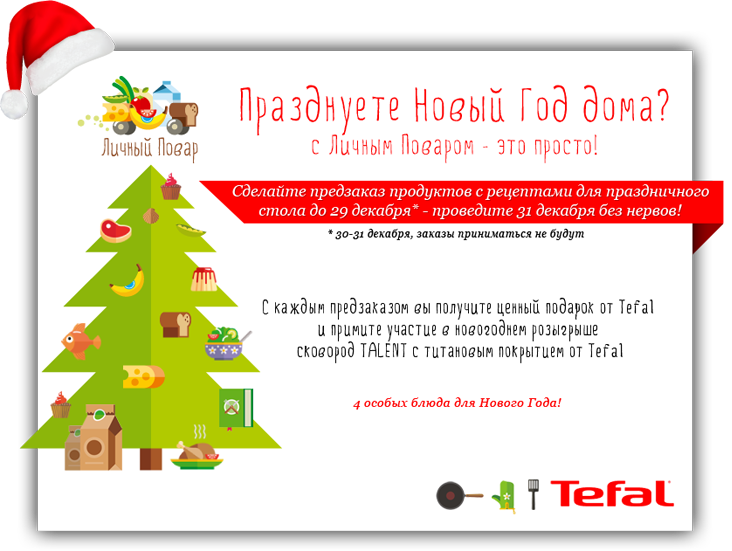 Личный Повар
Празднуете Новый Год дома?
с Личным Поваром - это просто!
Сделайте предзаказ продуктов с рецептами для праздничного
стола до 29 декабря* - проведите 31 декабря без нервов!
* 30-31 декабря, заказы приниматься не будут
С каждым предзаказом вы получите ценный подарок от Tefal
и примите участие в новогоднем розыгрыше
сковород TALENT с титановым покрытием от Tefal
4 особых блюда для Нового Года!
Tefal